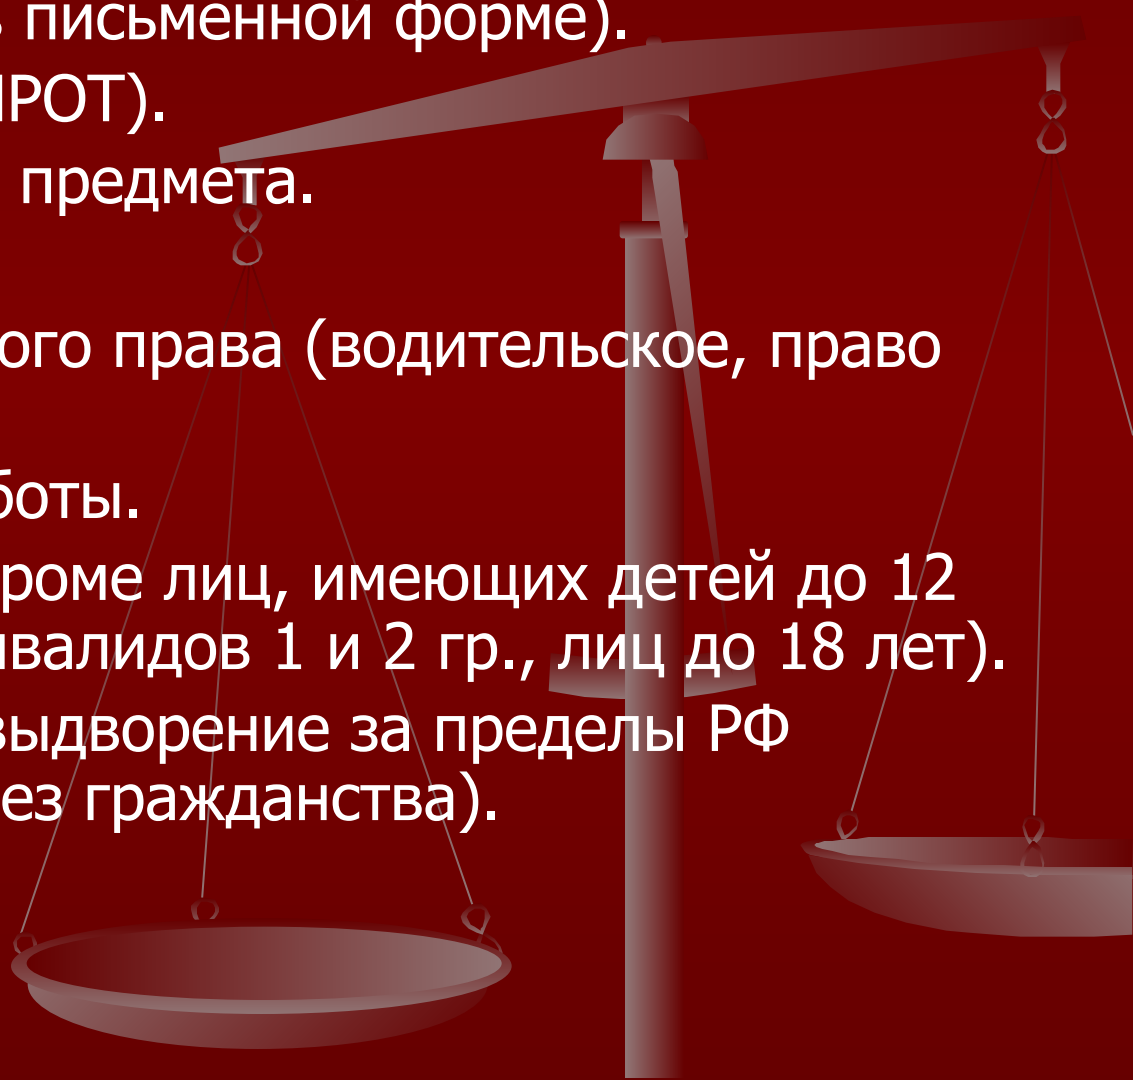 письменной форме).
МРОТ).
предмета.
ого права (водительское, право
боты.
роме лиц, имеющих детей до 12
нвалидов 1 и 2 гр., лиц до 18 лет).
выдворение за пределы РФ
ез гражданства).